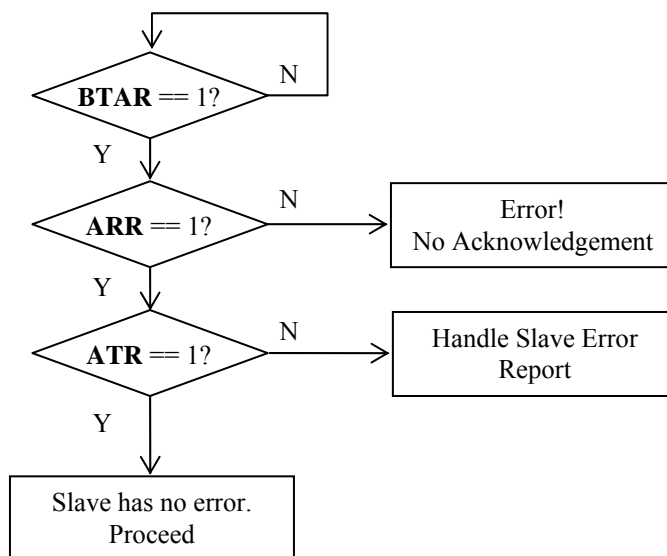 N
BTAR == 1?
Y
N
ARR == 1?
Error!
No Acknowledgement
Y
N
ATR == 1?
Handle Slave Error
Report
Y
Slave has no error.
Proceed